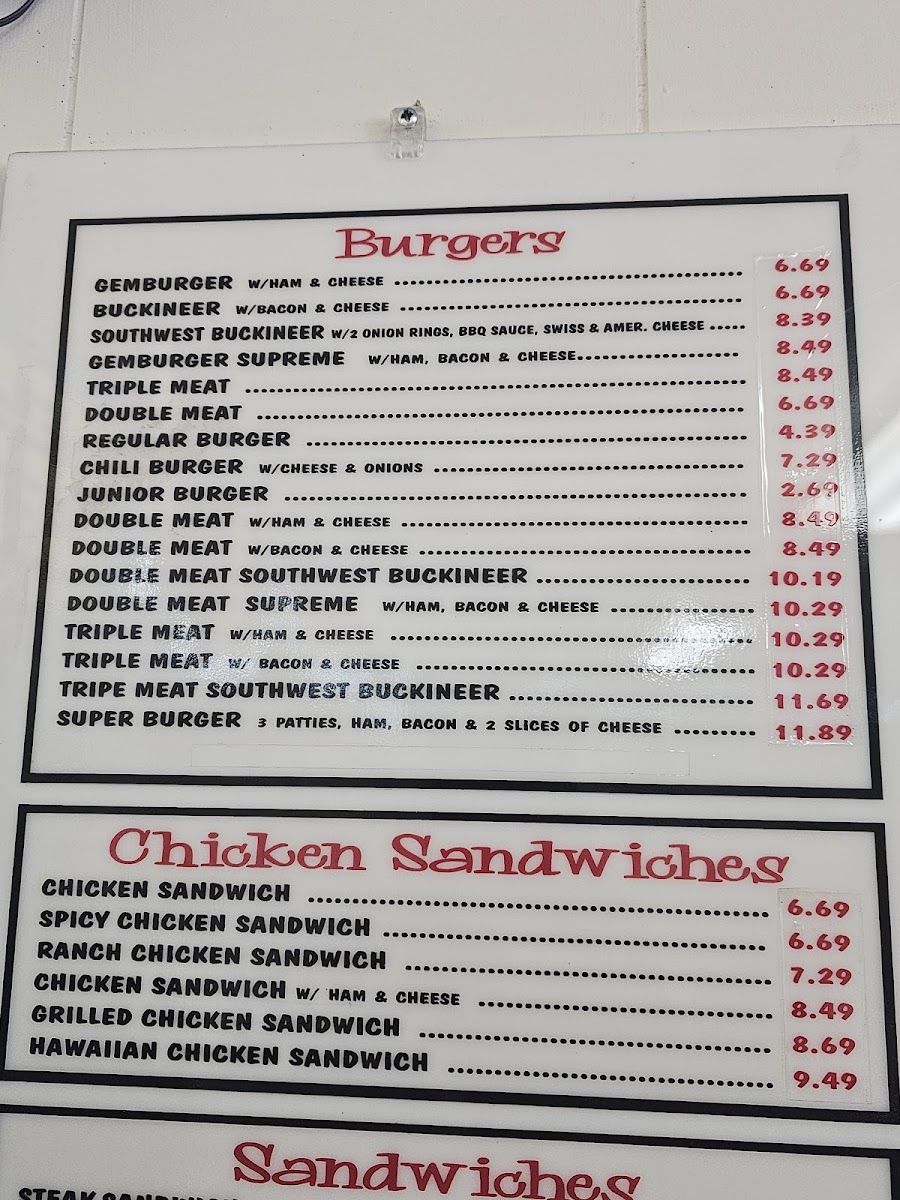 Burgers
GEMBURGER W/HAM & CHEESE ........ 6.69
BUCKINEER W/BACON & CHEESE ........ 6.69
SOUTHWEST BUCKINEER W/2 ONION RINGS, BBQ SAUCE, SWISS & AMER. CHEESE ..... 8.39
GEMBURGER SUPREME W/HAM, BACON & CHEESE ........ 8.49
TRIPLE MEAT ........ 8.49
DOUBLE MEAT ........ 6.69
REGULAR BURGER ........ 4.39
CHILI BURGER W/CHEESE & ONIONS ........ 7.29
JUNIOR BURGER ........ 2.69
DOUBLE MEAT W/HAM & CHEESE ........ 8.49
DOUBLE MEAT W/BACON & CHEESE ........ 8.49
DOUBLE MEAT SOUTHWEST BUCKINEER ........ 10.19
DOUBLE MEAT SUPREME W/HAM, BACON & CHEESE ........ 10.29
TRIPLE MEAT W/HAM & CHEESE ........ 10.29
TRIPLE MEAT W/ BACON & CHEESE ........ 10.29
TRIPE MEAT SOUTHWEST BUCKINEER ........ 11.69
SUPER BURGER 3 PATTIES, HAM, BACON & 2 SLICES OF CHEESE ......... 11.89
Chicken Sandwiches
CHICKEN SANDWICH ........ 6.69
SPICY CHICKEN SANDWICH ........ 6.69
RANCH CHICKEN SANDWICH ........ 7.29
CHICKEN SANDWICH W/ HAM & CHEESE ........ 8.49
GRILLED CHICKEN SANDWICH ........ 8.69
HAWAIIAN CHICKEN SANDWICH ........ 9.49
Sandwiches
STEAK